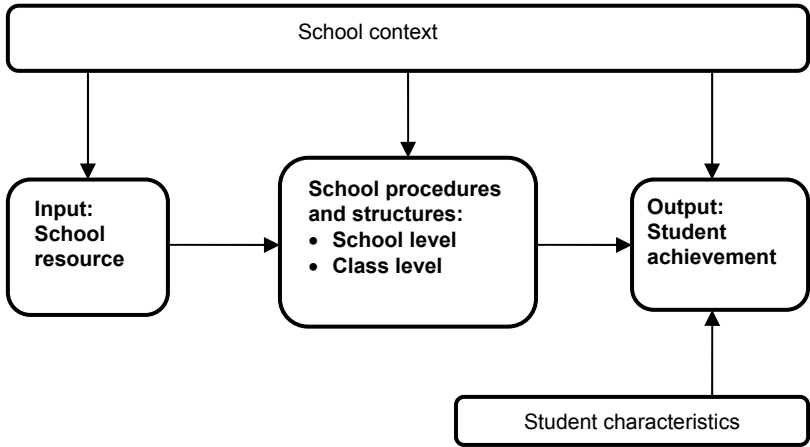 School context
Input:
School
resource
School procedures
and structures:
• School level
• Class level
Output:
Student
achievement
Student characteristics